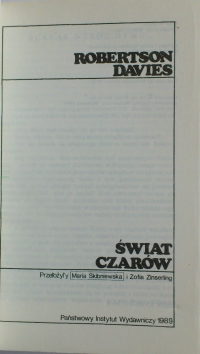 ROBERTSON
DAVIES
ŚWIAT
CZARÓW
Przełożyły Maria Skibniewska i Zofia Zinserling
Państwowy Instytut Wydawniczy 1989